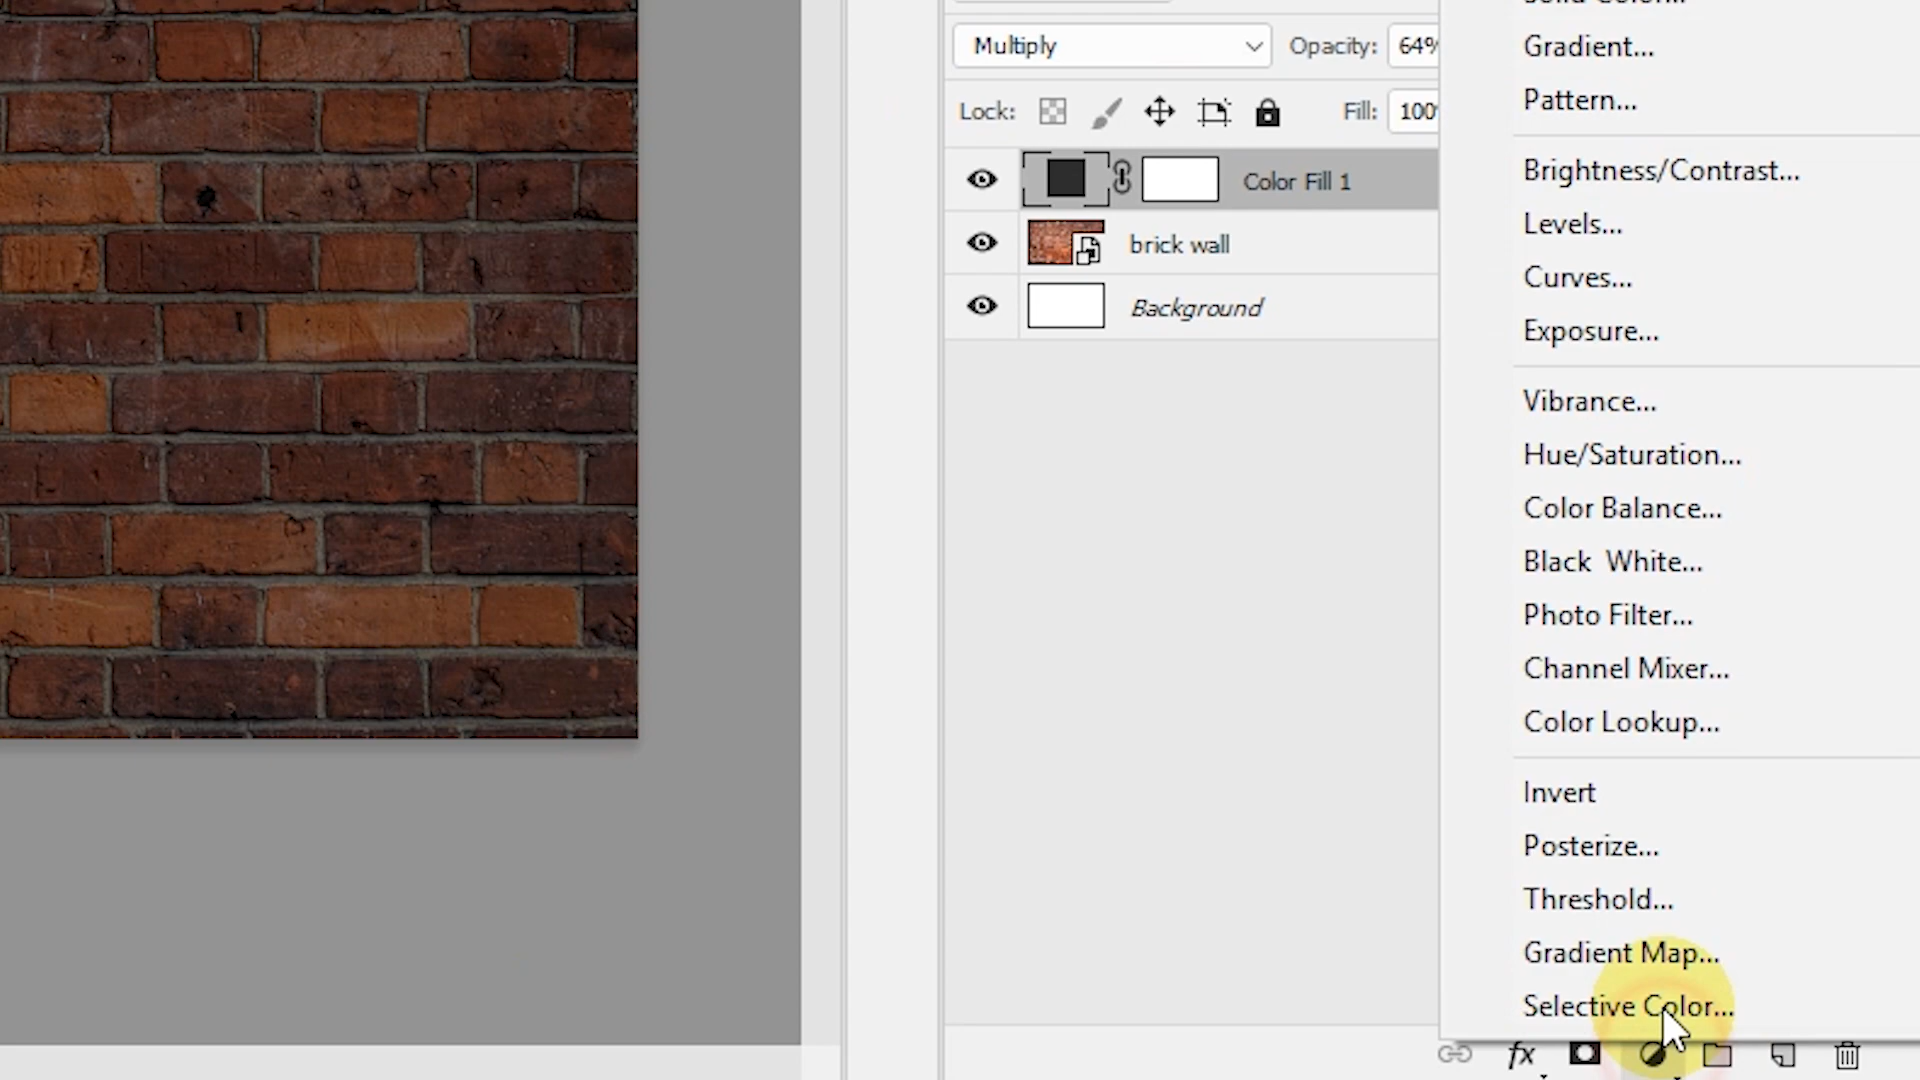 Solid Color...
Multiply
Opacity:
64%
Gradient...
Pattern...
Lock:
Fill:
100
Brightness/Contrast...
Color Fill 1
Levels...
brick wall
Curves...
Background
Exposure...
Vibrance...
Hue/Saturation...
Color Balance...
Black  White...
Photo Filter...
Channel Mixer...
Color Lookup...
Invert
Posterize...
Threshold...
Gradient Map...
Selective Color...
fx